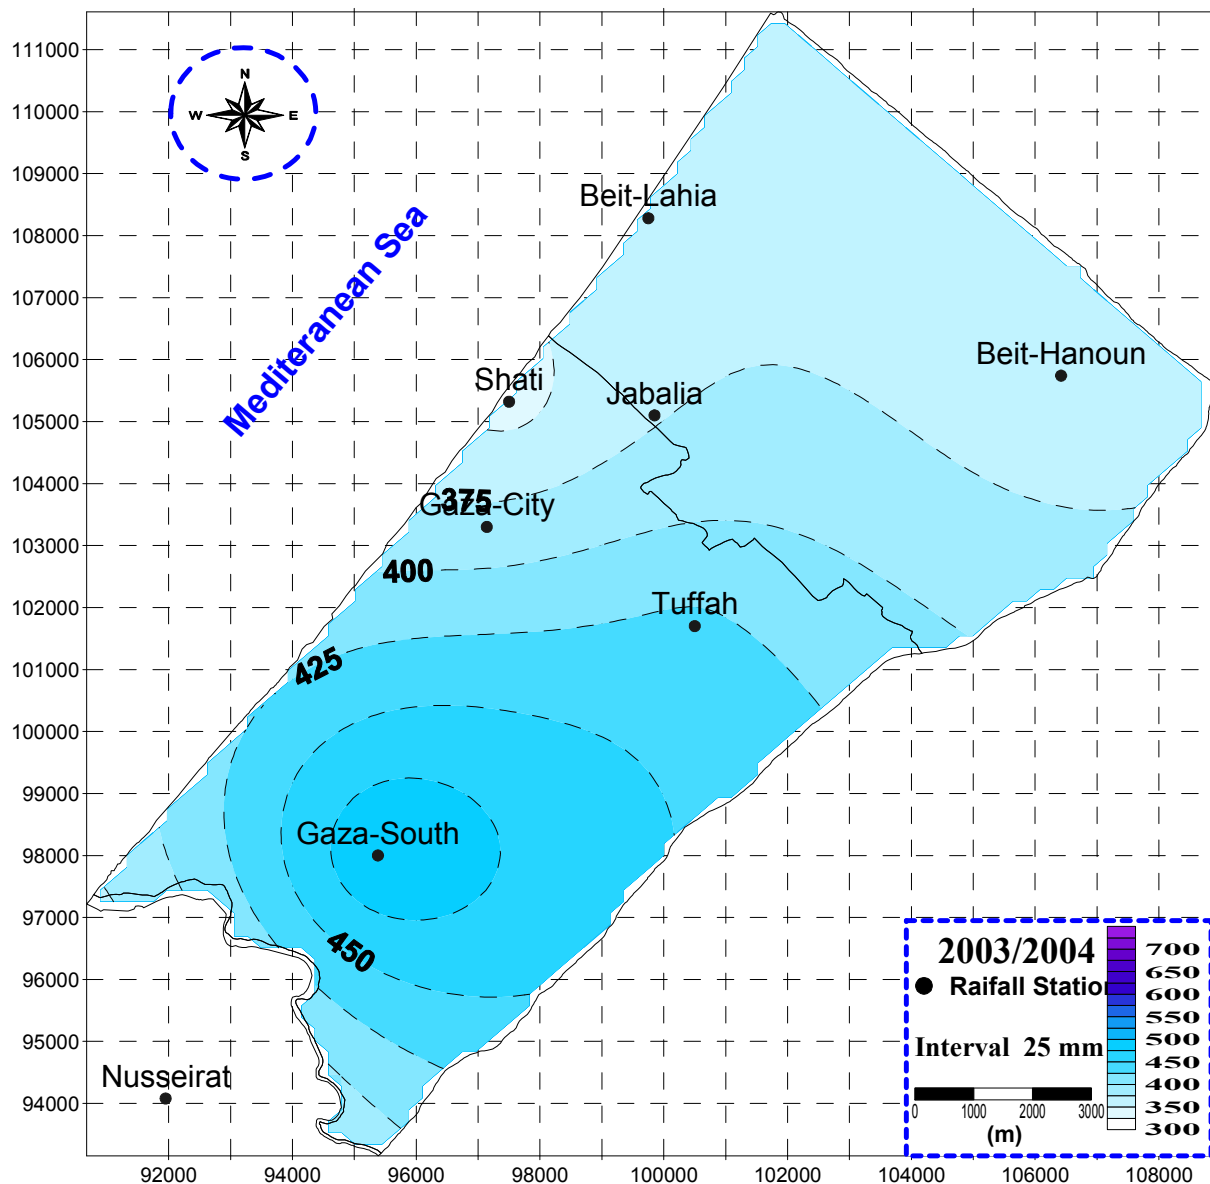 111000
110000
109000
108000
107000
106000
105000
104000
103000
102000
101000
100000
99000
98000
97000
96000
95000
94000
N
W E
S
Mediteranean Sea
Beit-Lahia
Beit-Hanoun
Shati
Jabalia
375
Gaza-City
400
Tuffah
425
Gaza-South
450
Nusseirat
2003/2004
Raifall Station
Interval 25 mm
0 1000 2000 3000
(m)
700
650
600
550
500
450
400
350
300
92000 94000 96000 98000 100000 102000 104000 106000 108000